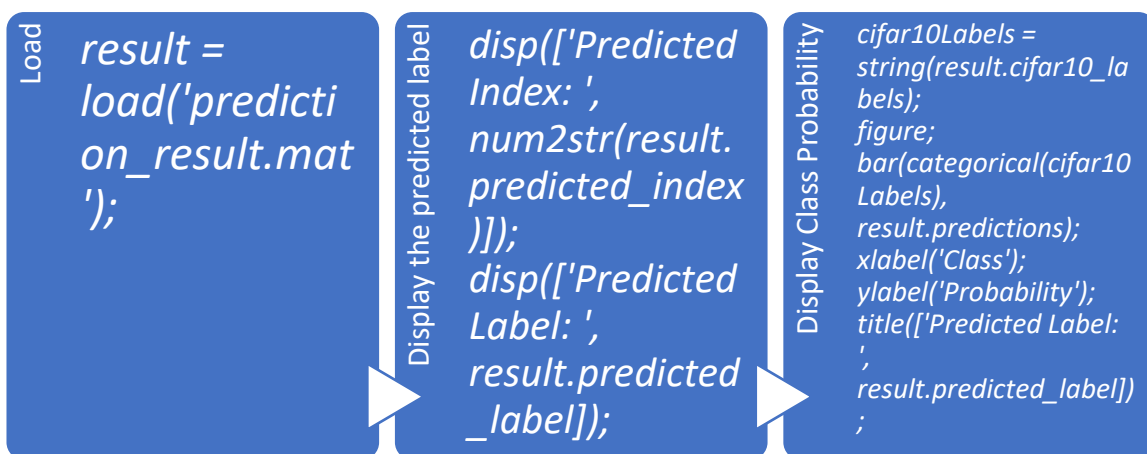 Load
result =
load('predicti
on_result.mat
');
Display the predicted label
disp(['Predicted
Index: ',
num2str(result.
predicted_index
)]);
disp(['Predicted
Label: ',
result.predicted
_label]);
Display Class Probability
cifar10Labels =
string(result.cifar10_la
bels);
figure;
bar(categorical(cifar10
Labels),
result.predictions);
xlabel('Class');
ylabel('Probability');
title(['Predicted Label:
',
result.predicted_label])
;